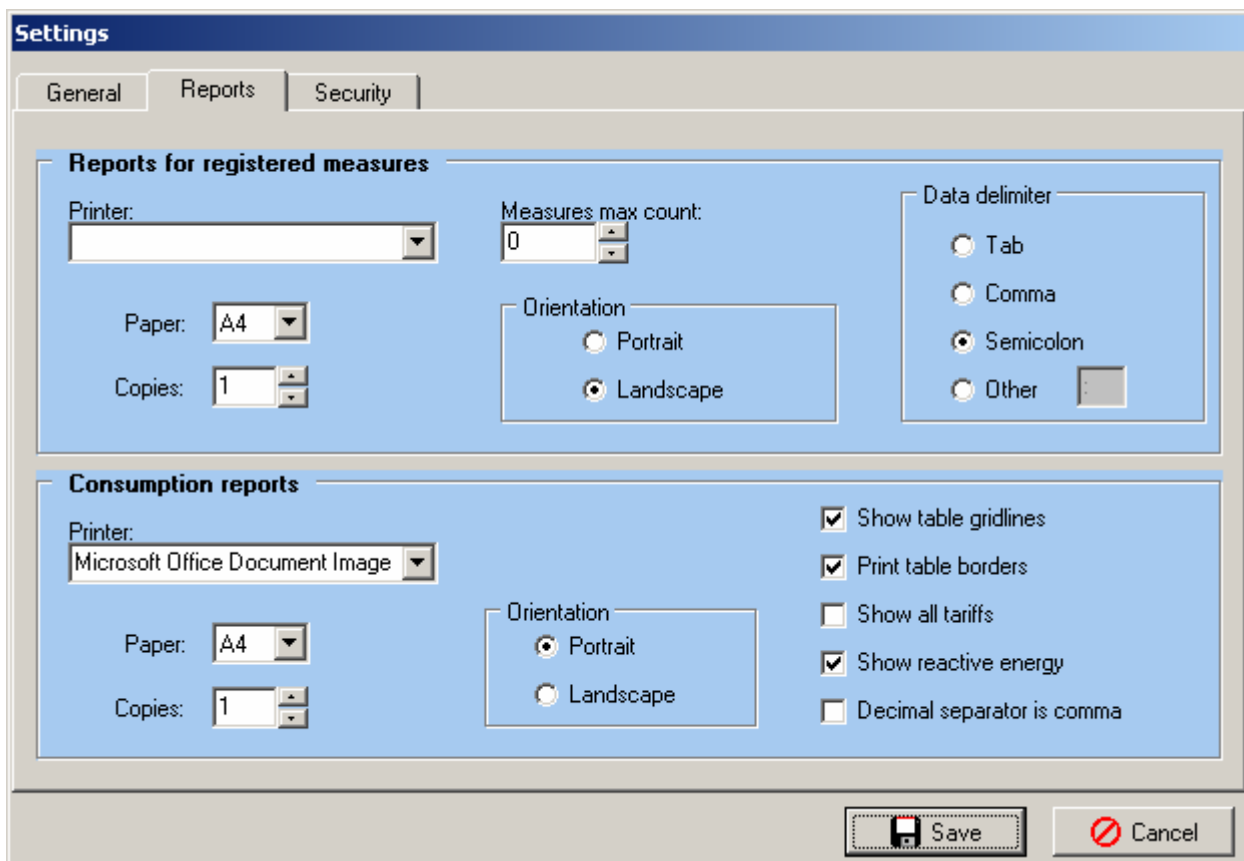 Settings
General Reports Security
Reports for registered measures
Printer:
Measures max count:
0
Paper: A4
Copies: 1
Orientation
Portrait
Landscape
Data delimiter
Tab
Comma
Semicolon
Other :
Consumption reports
Printer:
Microsoft Office Document Image
Paper: A4
Copies: 1
Orientation
Portrait
Landscape
Show table gridlines
Print table borders
Show all tariffs
Show reactive energy
Decimal separator is comma
Save Cancel